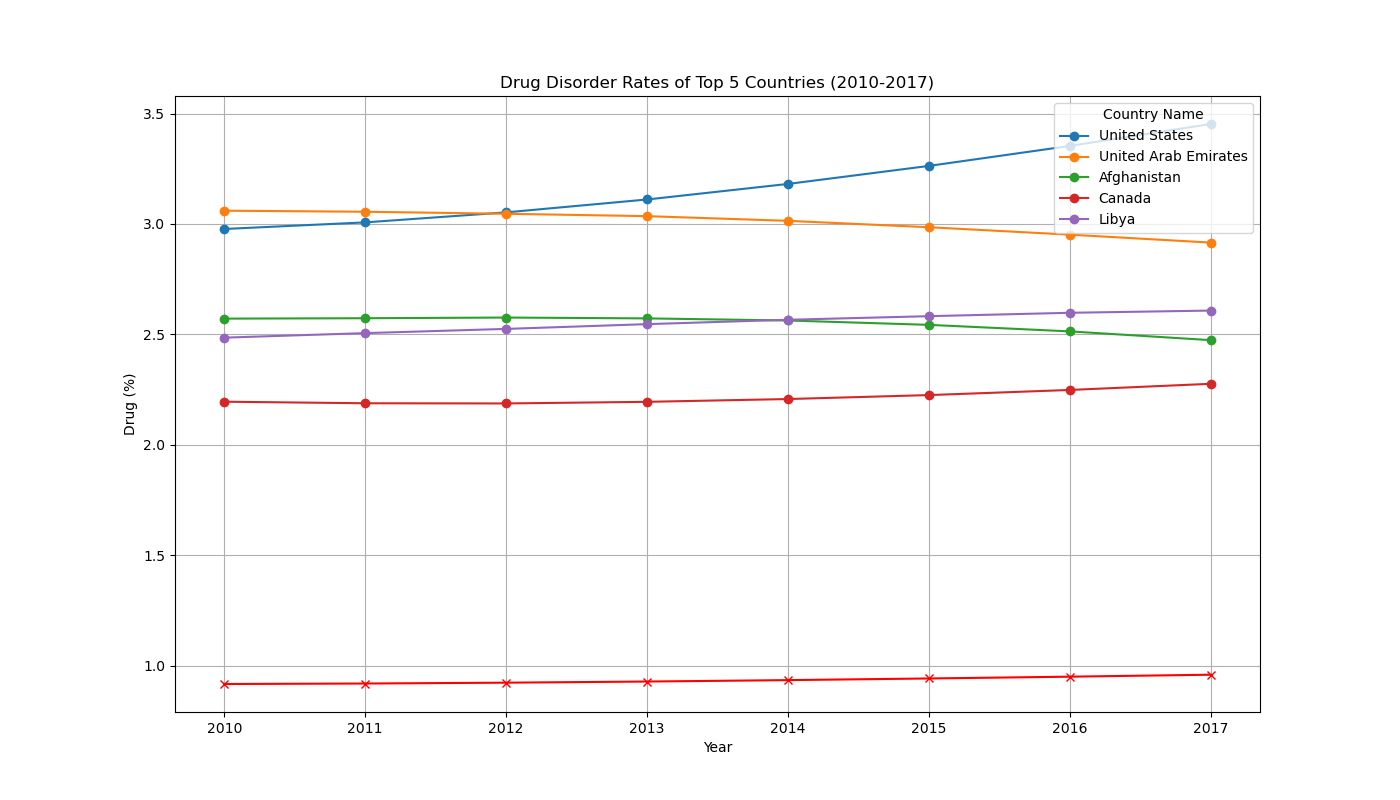 Drug Disorder Rates of Top 5 Countries (2010-2017)
Country Name
United States
United Arab Emirates
Afghanistan
Canada
Libya
3.5
3.0
2.5
2.0
1.5
1.0
Drug (%)
2010 2011 2012 2013 2014 2015 2016 2017
Year